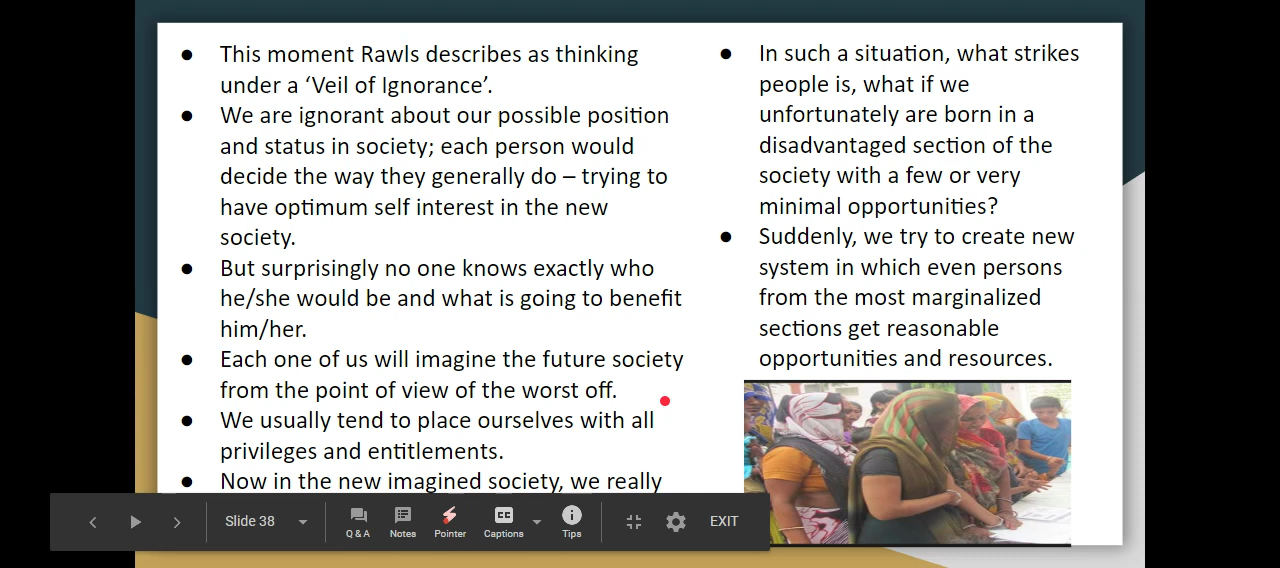 ● This moment Rawls describes as thinking
under a ‘Veil of Ignorance’.
● We are ignorant about our possible position
and status in society; each person would
decide the way they generally do – trying to
have optimum self interest in the new
society.
● But surprisingly no one knows exactly who
he/she would be and what is going to benefit
him/her.
● Each one of us will imagine the future society
from the point of view of the worst off.
● We usually tend to place ourselves with all
privileges and entitlements.
● Now in the new imagined society, we really
● In such a situation, what strikes
people is, what if we
unfortunately are born in a
disadvantaged section of the
society with a few or very
minimal opportunities?
● Suddenly, we try to create new
system in which even persons
from the most marginalized
sections get reasonable
opportunities and resources.
Slide 38
Q & A
Notes
Pointer
CC
Captions
Tips
EXIT